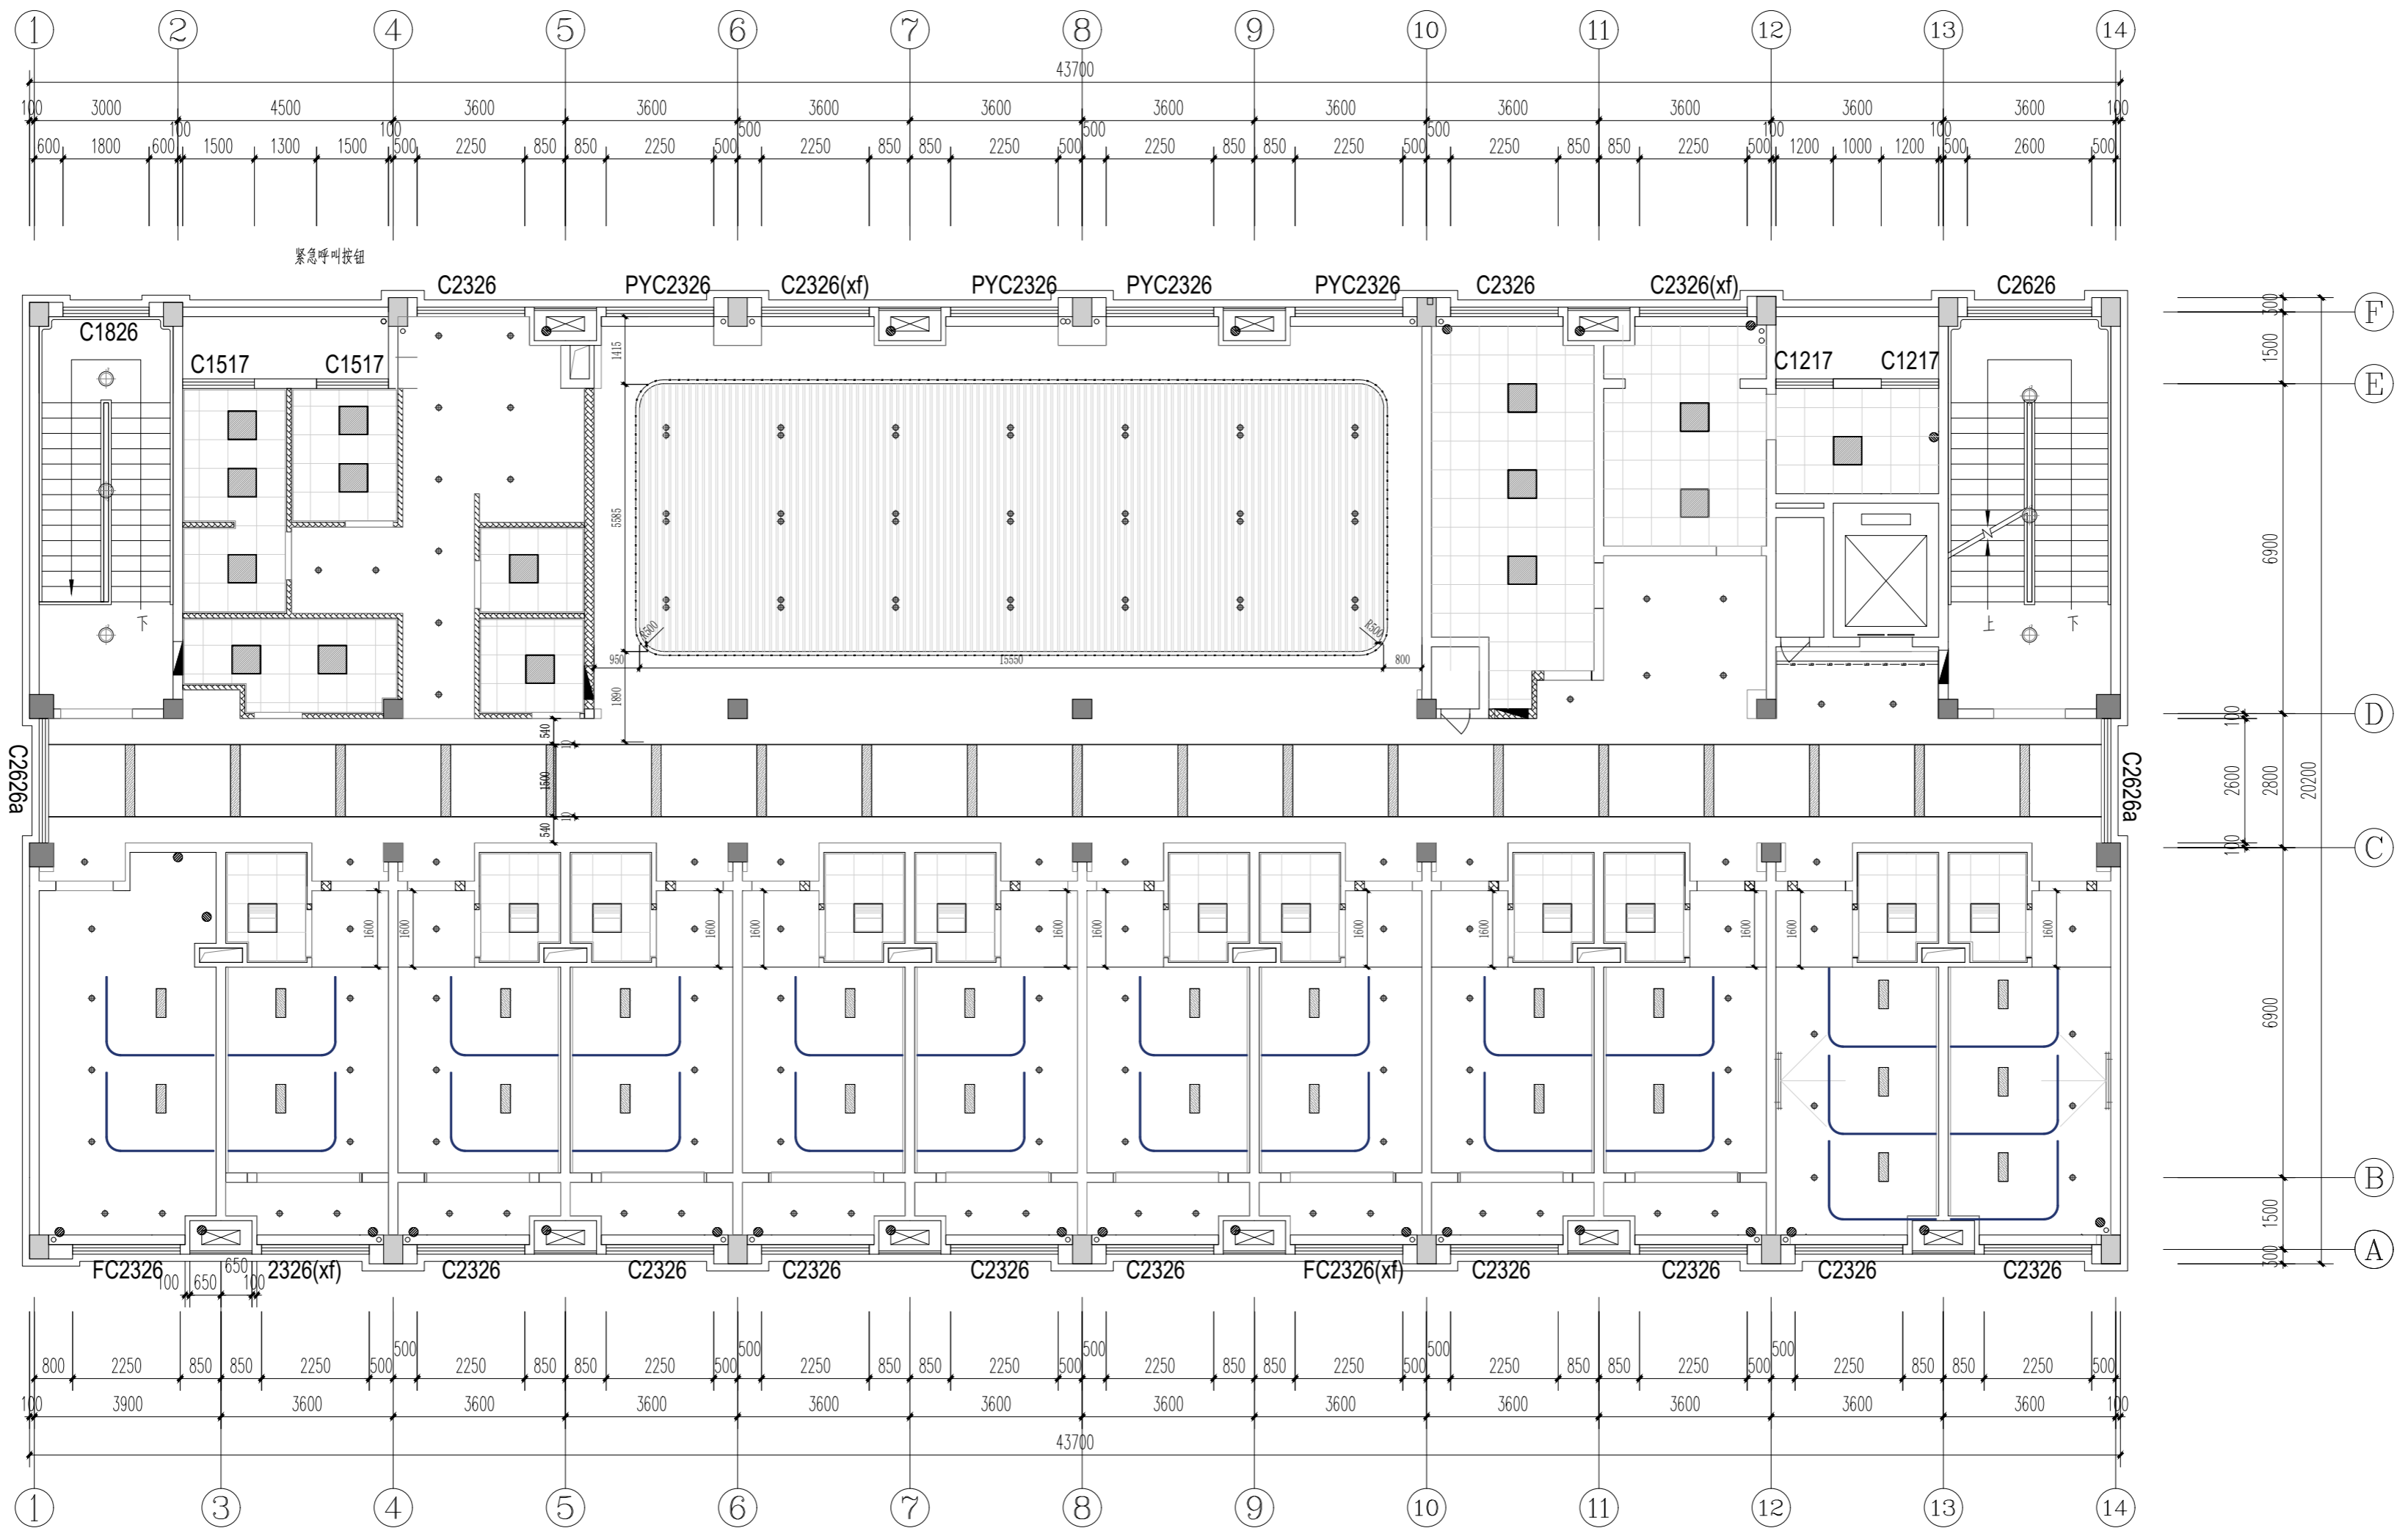 1 2 4 5 6 7 8 9 10 11 12 13 14
43700
100 3000 4500 3600 3600 3600 3600 3600 3600 3600 3600 3600 3600 100
100 100 500 500 500 100 100
600 1800 600 1500 1300 1500 500 2250 850 850 2250 500 2250 850 850 2250 500 2250 850 850 2250 500 2250 850 850 2250 500 1200 1000 1200 500 2600 500
500
紧急呼叫按钮
C2326 PYC2326 C2326(xf) PYC2326 PYC2326 PYC2326 C2326 C2326(xf) C2626
300
F
C1826
1500
C1517 C1517 1415 C1217 C1217
E
5585
6900
下 R500 R500 上 下
950 15550 800
1890
D
100
540
10
C2626a 1500 C2626a
2600 2800 20200
10
540
100
C
1600 1600 1600 1600 1600 1600 1600 1600 1600 1600
6900
B
1500
A
300
FC2326 2326(xf) C2326 C2326 C2326 C2326 C2326 FC2326(xf) C2326 C2326 C2326 C2326
650
100 650 100
500 500 500 500 500
800 2250 850 850 2250 500 2250 850 850 2250 500 2250 850 850 2250 500 2250 850 850 2250 500 2250 850 850 2250 500 2250 850 850 2250 500
100 3900 3600 3600 3600 3600 3600 3600 3600 3600 3600 3600 3600 100
43700
1 3 4 5 6 7 8 9 10 11 12 13 14